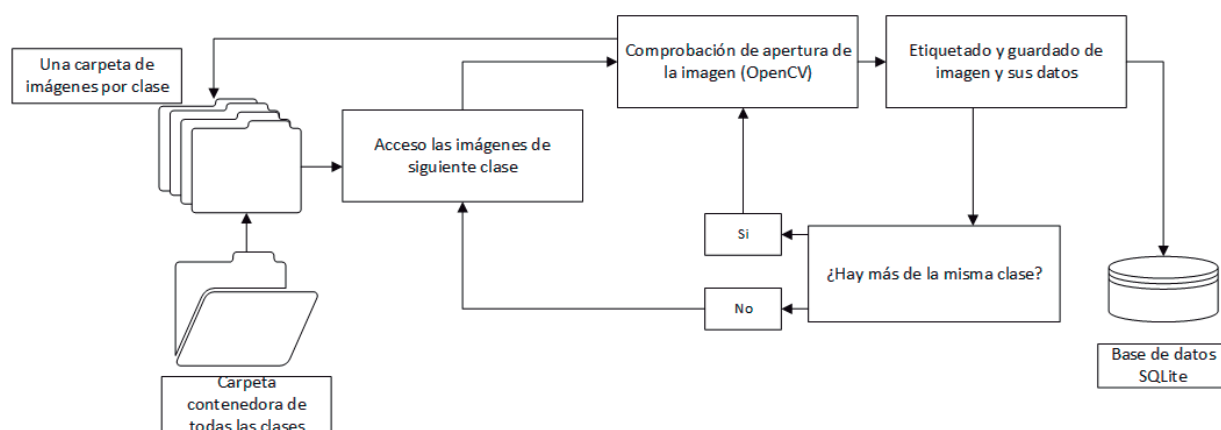 Una carpeta de
imágenes por clase
Comprobación de apertura de
la imagen (OpenCV)
Etiquetado y guardado de
imagen y sus datos
Acceso las imágenes de
siguiente clase
Si
¿Hay más de la misma clase?
No
Base de datos
SQLite
Carpeta
contenedora de
todas las clases